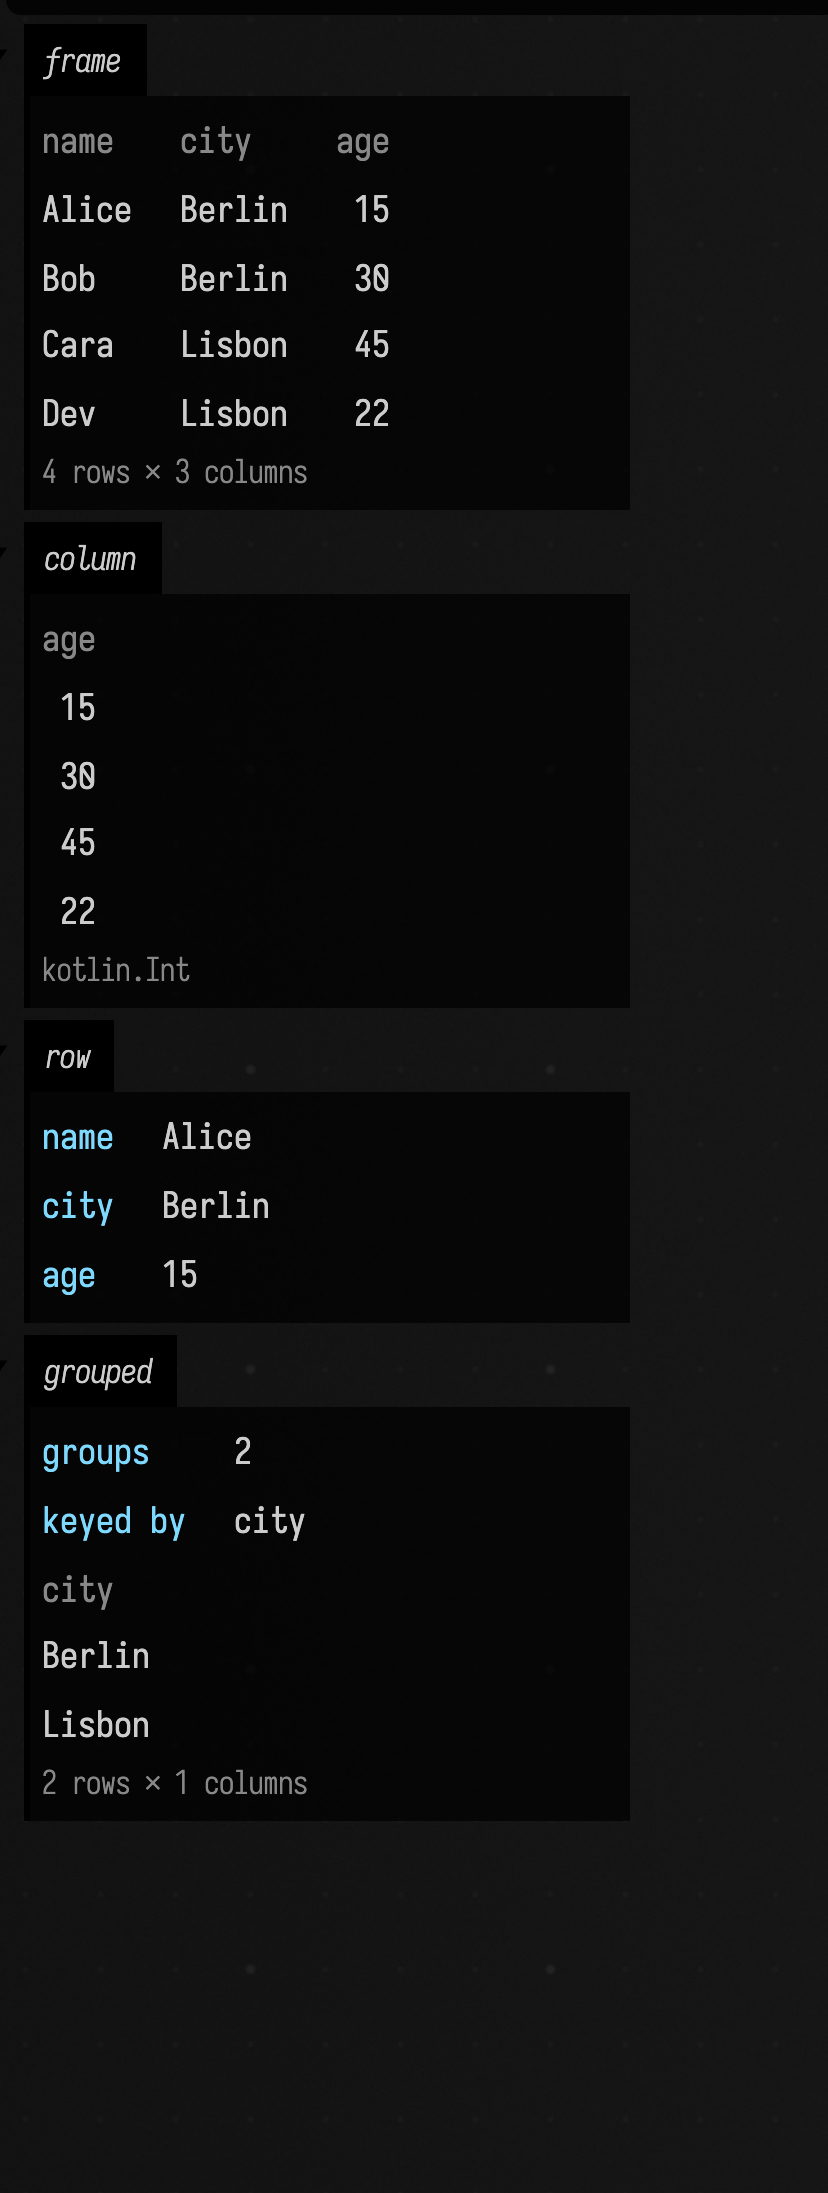 frame
name city age
Alice Berlin 15
Bob Berlin 30
Cara Lisbon 45
Dev Lisbon 22
4 rows × 3 columns
column
age
15
30
45
22
kotlin.Int
row
name Alice
city Berlin
age 15
grouped
groups 2
keyed by city
city
Berlin
Lisbon
2 rows × 1 columns